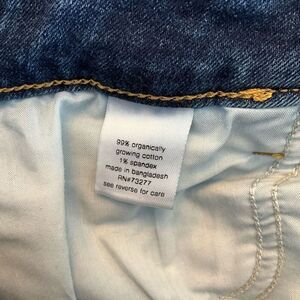 99% organically
growing cotton
1% spandex
made in bangladesh
RN#73277
see reverse for care